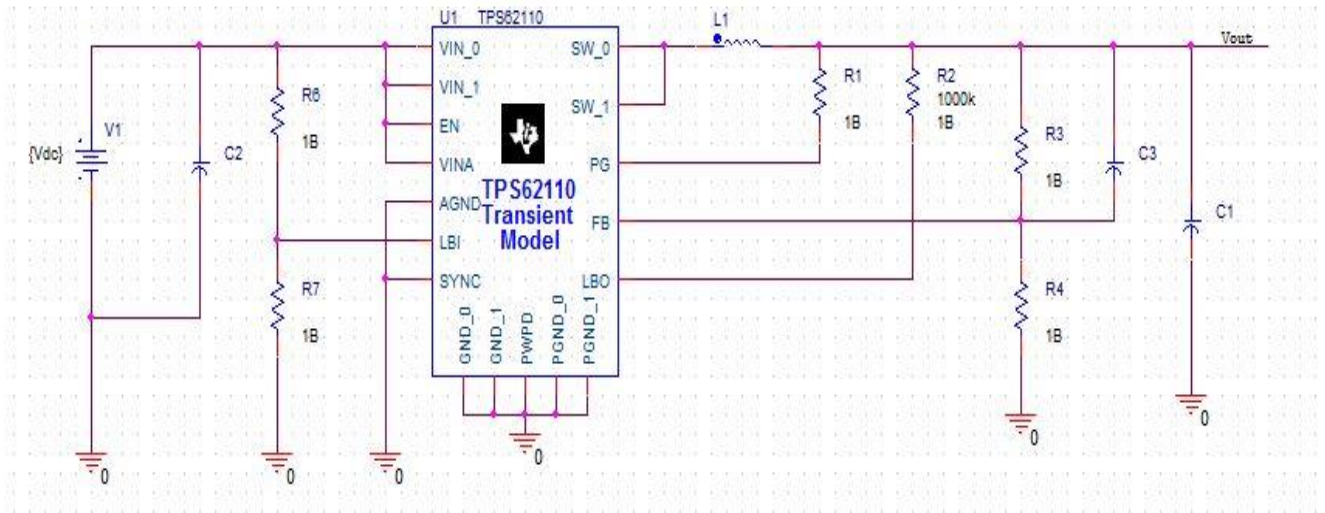 U1 TPS62110
L1
Vout
VIN_0
SW_0
VIN_1
R6
1B
R1
1B
R2
1000k
1B
SW_1
EN
V1
{Vdc}
C2
R3
1B
C3
VINA
PG
TPS62110
Transient
Model
AGND
FB
C1
LBI
SYNC
LBO
R7
1B
R4
1B
GND_0
GND_1
PWPD
PGND_0
PGND_1
0
0
0
0
0
0